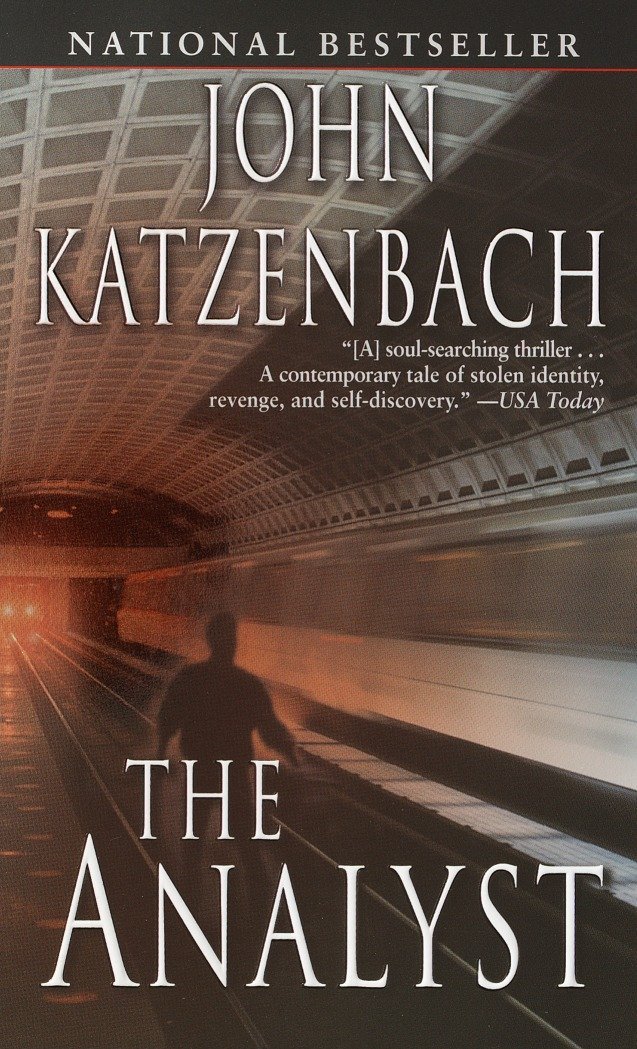 NATIONAL BESTSELLER
JOHN
KATZENBACH
“[A] soul-searching thriller . . .
A contemporary tale of stolen identity,
revenge, and self-discovery.” —USA Today
THE
ANALYST